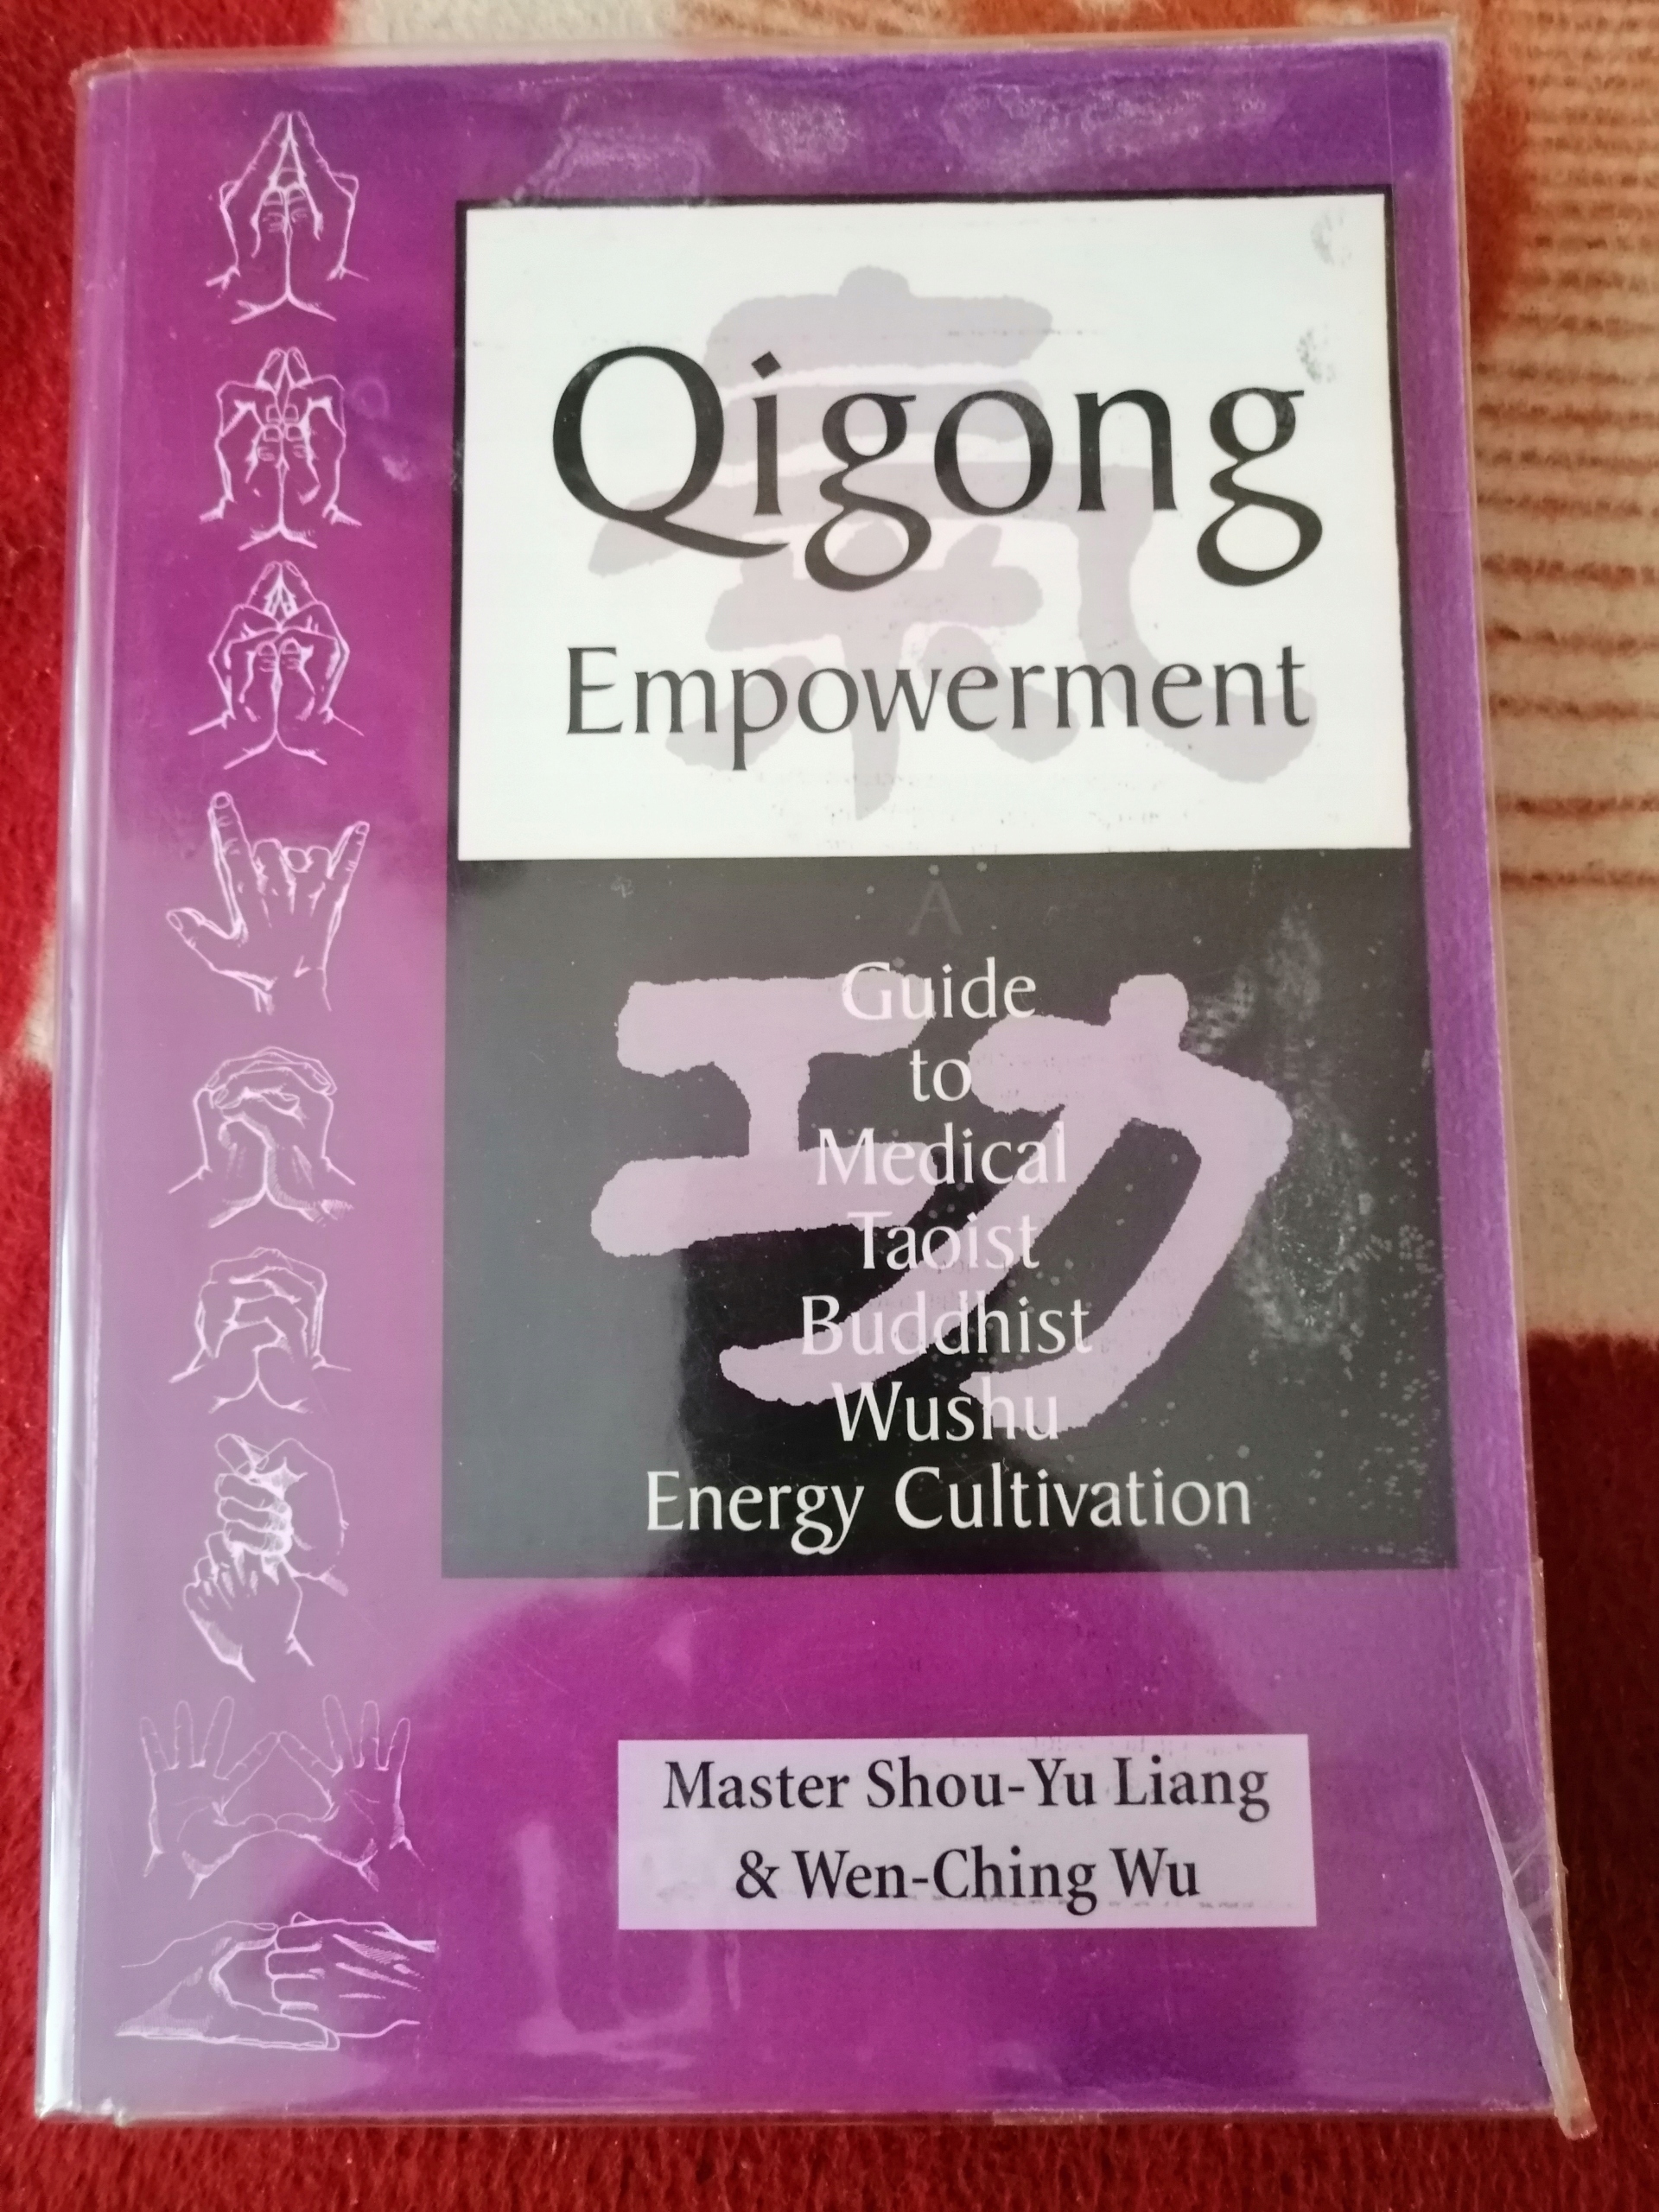 氣
Qigong
Empowerment
功
A
Guide
to
Medical
Taoist
Buddhist
Wushu
Energy Cultivation
Master Shou-Yu Liang
& Wen-Ching Wu